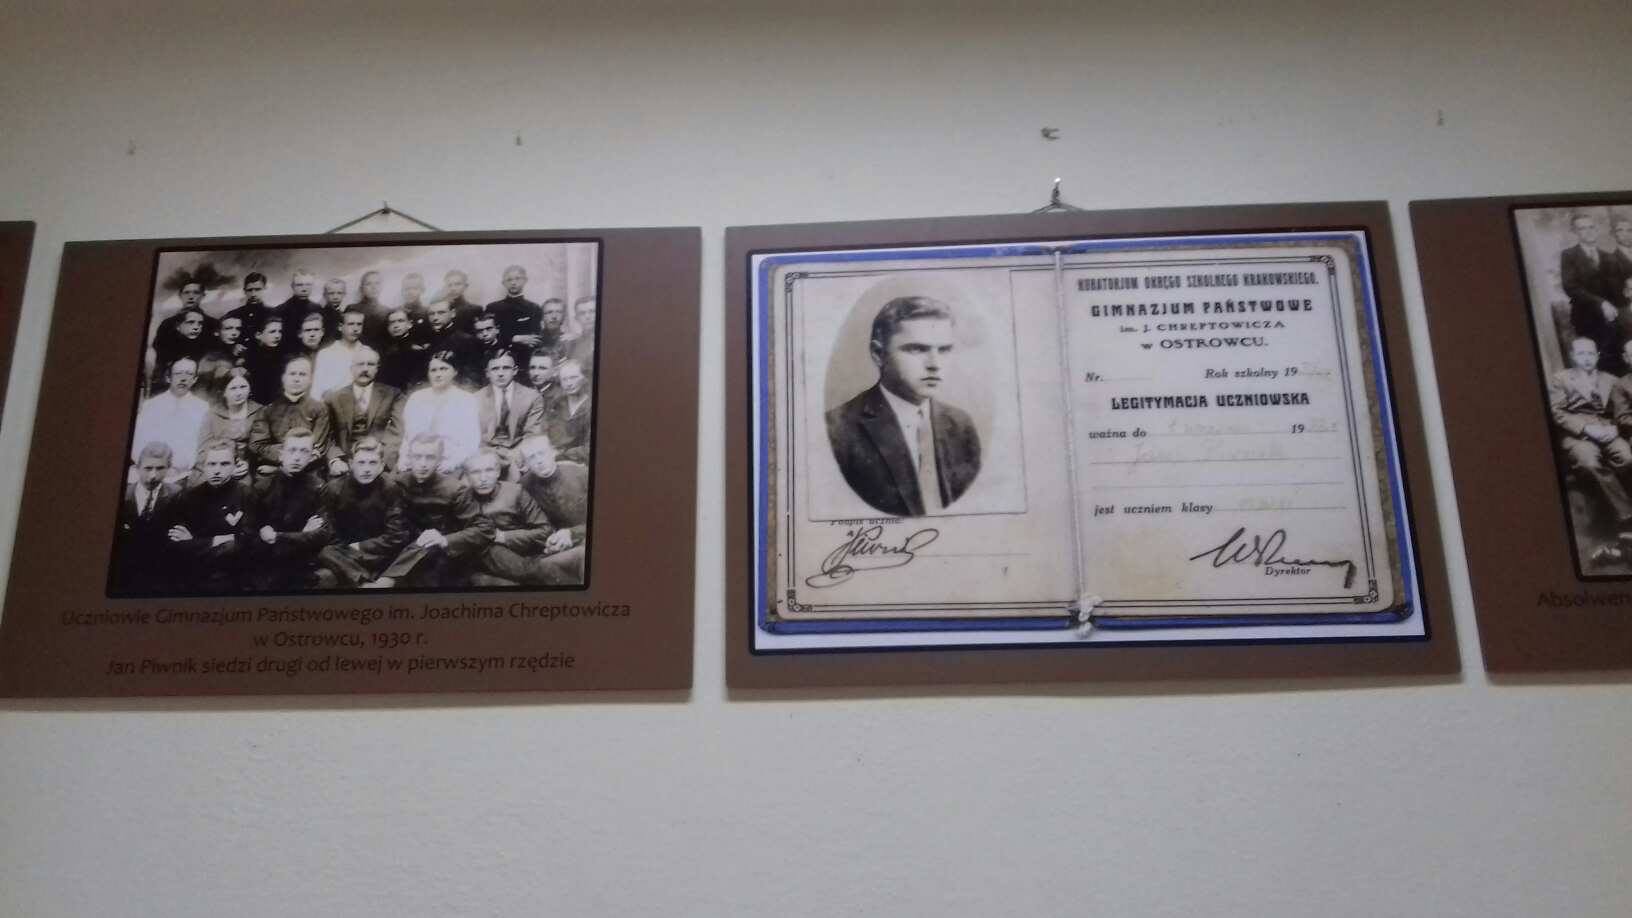 Uczniowie Gimnazjum Państwowego im. Joachima Chreptowicza
w Ostrowcu, 1930 r.
Jan Piwnik siedzi drugi od lewej w pierwszym rzędzie
Podpis ucznia:
KURATORJUM OKRĘGU SZKOLNEGO KRAKOWSKIEGO.
GIMNAZJUM PAŃSTWOWE
im. J. CHREPTOWICZA
w OSTROWCU.
Nr. Rok szkolny 19
LEGITYMACJA UCZNIOWSKA
ważna do 19
jest uczniem klasy
Dyrektor